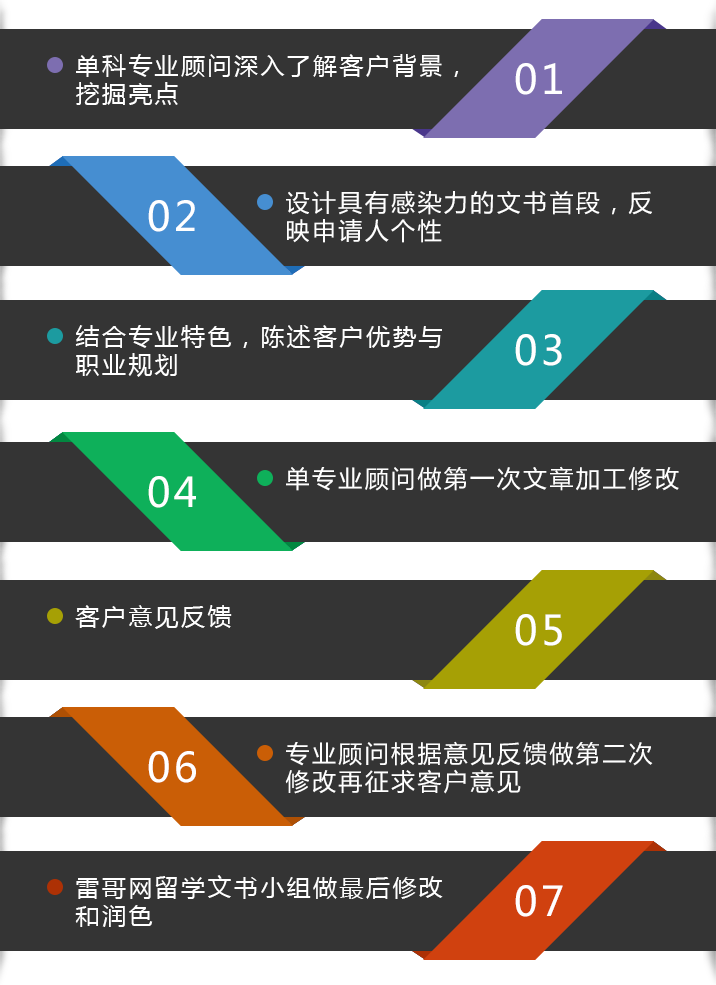 单科专业顾问深入了解客户背景，
挖掘亮点
01
02
设计具有感染力的文书首段，反
映申请人个性
结合专业特色，陈述客户优势与
职业规划
03
04
单专业顾问做第一次文章加工修改
客户意见反馈
05
06
专业顾问根据意见反馈做第二次
修改再征求客户意见
雷哥网留学文书小组做最后修改
和润色
07